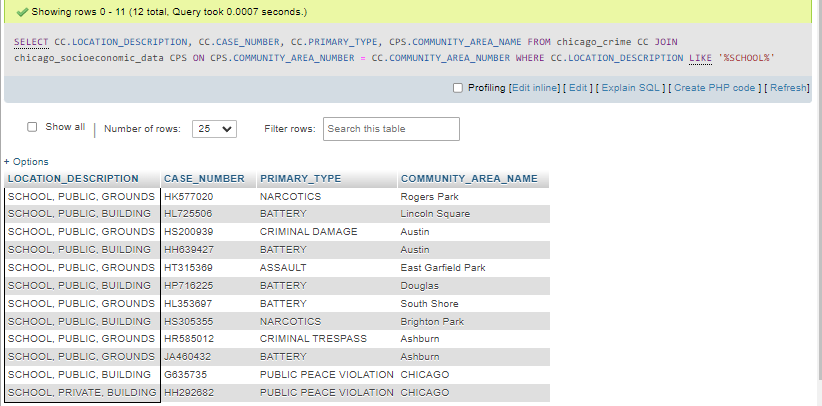 Showing rows 0 - 11 (12 total, Query took 0.0007 seconds.)
SELECT CC.LOCATION_DESCRIPTION, CC.CASE_NUMBER, CC.PRIMARY_TYPE, CPS.COMMUNITY_AREA_NAME FROM chicago_crime CC JOIN
chicago_socioeconomic_data CPS ON CPS.COMMUNITY_AREA_NUMBER = CC.COMMUNITY_AREA_NUMBER WHERE CC.LOCATION_DESCRIPTION LIKE '%SCHOOL%'
Profiling [Edit inline] [ Edit ] [ Explain SQL ] [ Create PHP code ] [ Refresh]
Show all Number of rows: 25 Filter rows: Search this table
+ Options
LOCATION_DESCRIPTION CASE_NUMBER PRIMARY_TYPE COMMUNITY_AREA_NAME
SCHOOL, PUBLIC, GROUNDS HK577020 NARCOTICS Rogers Park
SCHOOL, PUBLIC, BUILDING HL725506 BATTERY Lincoln Square
SCHOOL, PUBLIC, GROUNDS HS200939 CRIMINAL DAMAGE Austin
SCHOOL, PUBLIC, BUILDING HH639427 BATTERY Austin
SCHOOL, PUBLIC, GROUNDS HT315369 ASSAULT East Garfield Park
SCHOOL, PUBLIC, BUILDING HP716225 BATTERY Douglas
SCHOOL, PUBLIC, GROUNDS HL353697 BATTERY South Shore
SCHOOL, PUBLIC, BUILDING HS305355 NARCOTICS Brighton Park
SCHOOL, PUBLIC, GROUNDS HR585012 CRIMINAL TRESPASS Ashburn
SCHOOL, PUBLIC, GROUNDS JA460432 BATTERY Ashburn
SCHOOL, PUBLIC, BUILDING G635735 PUBLIC PEACE VIOLATION CHICAGO
SCHOOL, PRIVATE, BUILDING HH292682 PUBLIC PEACE VIOLATION CHICAGO